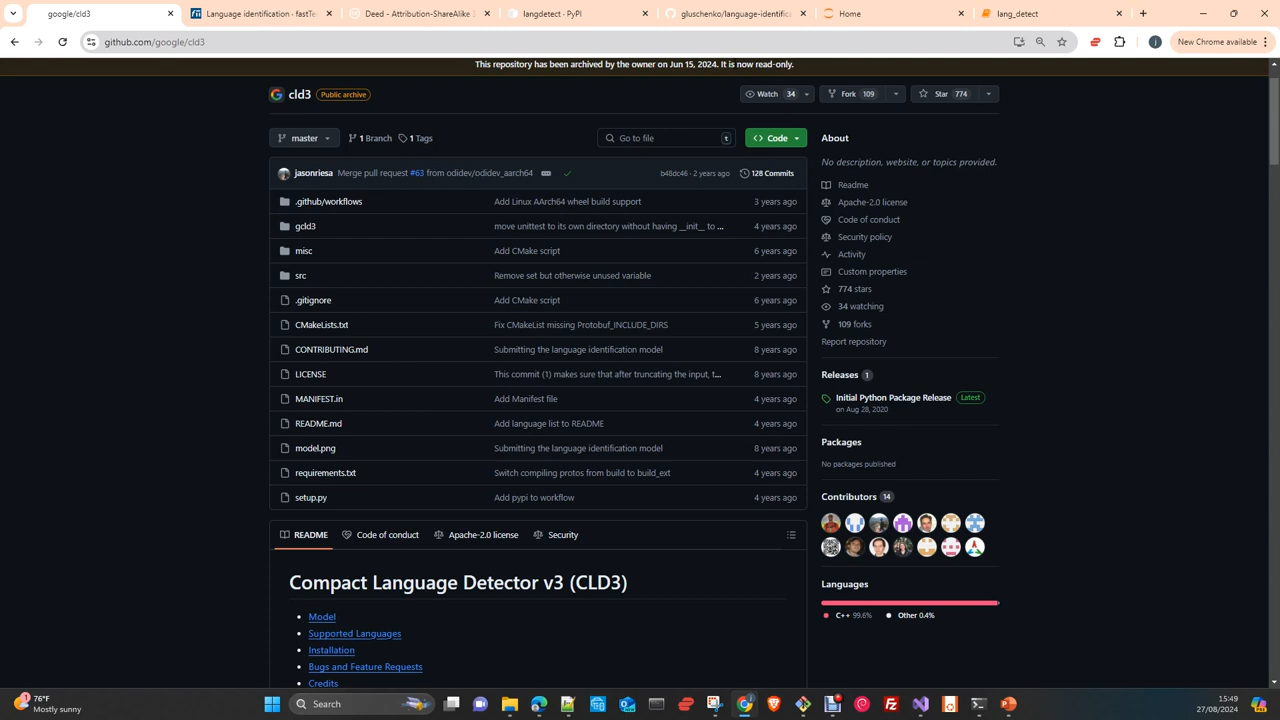 google/cld3
Language identification · fastTe
Deed - Attribution-ShareAlike
langdetect · PyPI
gluschenko/language-identific
Home
lang_detect
github.com/google/cld3
New Chrome available
This repository has been archived by the owner on Jun 15, 2024. It is now read-only.
cld3
Public archive
Watch 34
Fork 109
Star 774
master
1 Branch
1 Tags
Go to file
t
Code
jasonriesa
Merge pull request #63 from odidev/odidev_aarch64
b48dc46 · 2 years ago
128 Commits
.github/workflows
Add Linux AArch64 wheel build support
3 years ago
gcld3
move unittest to its own directory without having __init__ to ...
4 years ago
misc
Add CMake script
6 years ago
src
Remove set but otherwise unused variable
2 years ago
.gitignore
Add CMake script
6 years ago
CMakeLists.txt
Fix CMakeList missing Protobuf_INCLUDE_DIRS
5 years ago
CONTRIBUTING.md
Submitting the language identification model
8 years ago
LICENSE
This commit (1) makes sure that after truncating the input, t...
8 years ago
MANIFEST.in
Add Manifest file
4 years ago
README.md
Add language list to README
4 years ago
model.png
Submitting the language identification model
8 years ago
requirements.txt
Switch compiling protos from build to build_ext
4 years ago
setup.py
Add pypi to workflow
4 years ago
README
Code of conduct
Apache-2.0 license
Security
Compact Language Detector v3 (CLD3)
• Model
• Supported Languages
• Installation
• Bugs and Feature Requests
• Credits
About
No description, website, or topics provided.
Readme
Apache-2.0 license
Code of conduct
Security policy
Activity
Custom properties
774 stars
34 watching
109 forks
Report repository
Releases 1
Initial Python Package Release
Latest
on Aug 28, 2020
Packages
No packages published
Contributors 14
Languages
C++ 99.6%
Other 0.4%
1
76°F
Mostly sunny
Search
15:49
27/08/2024